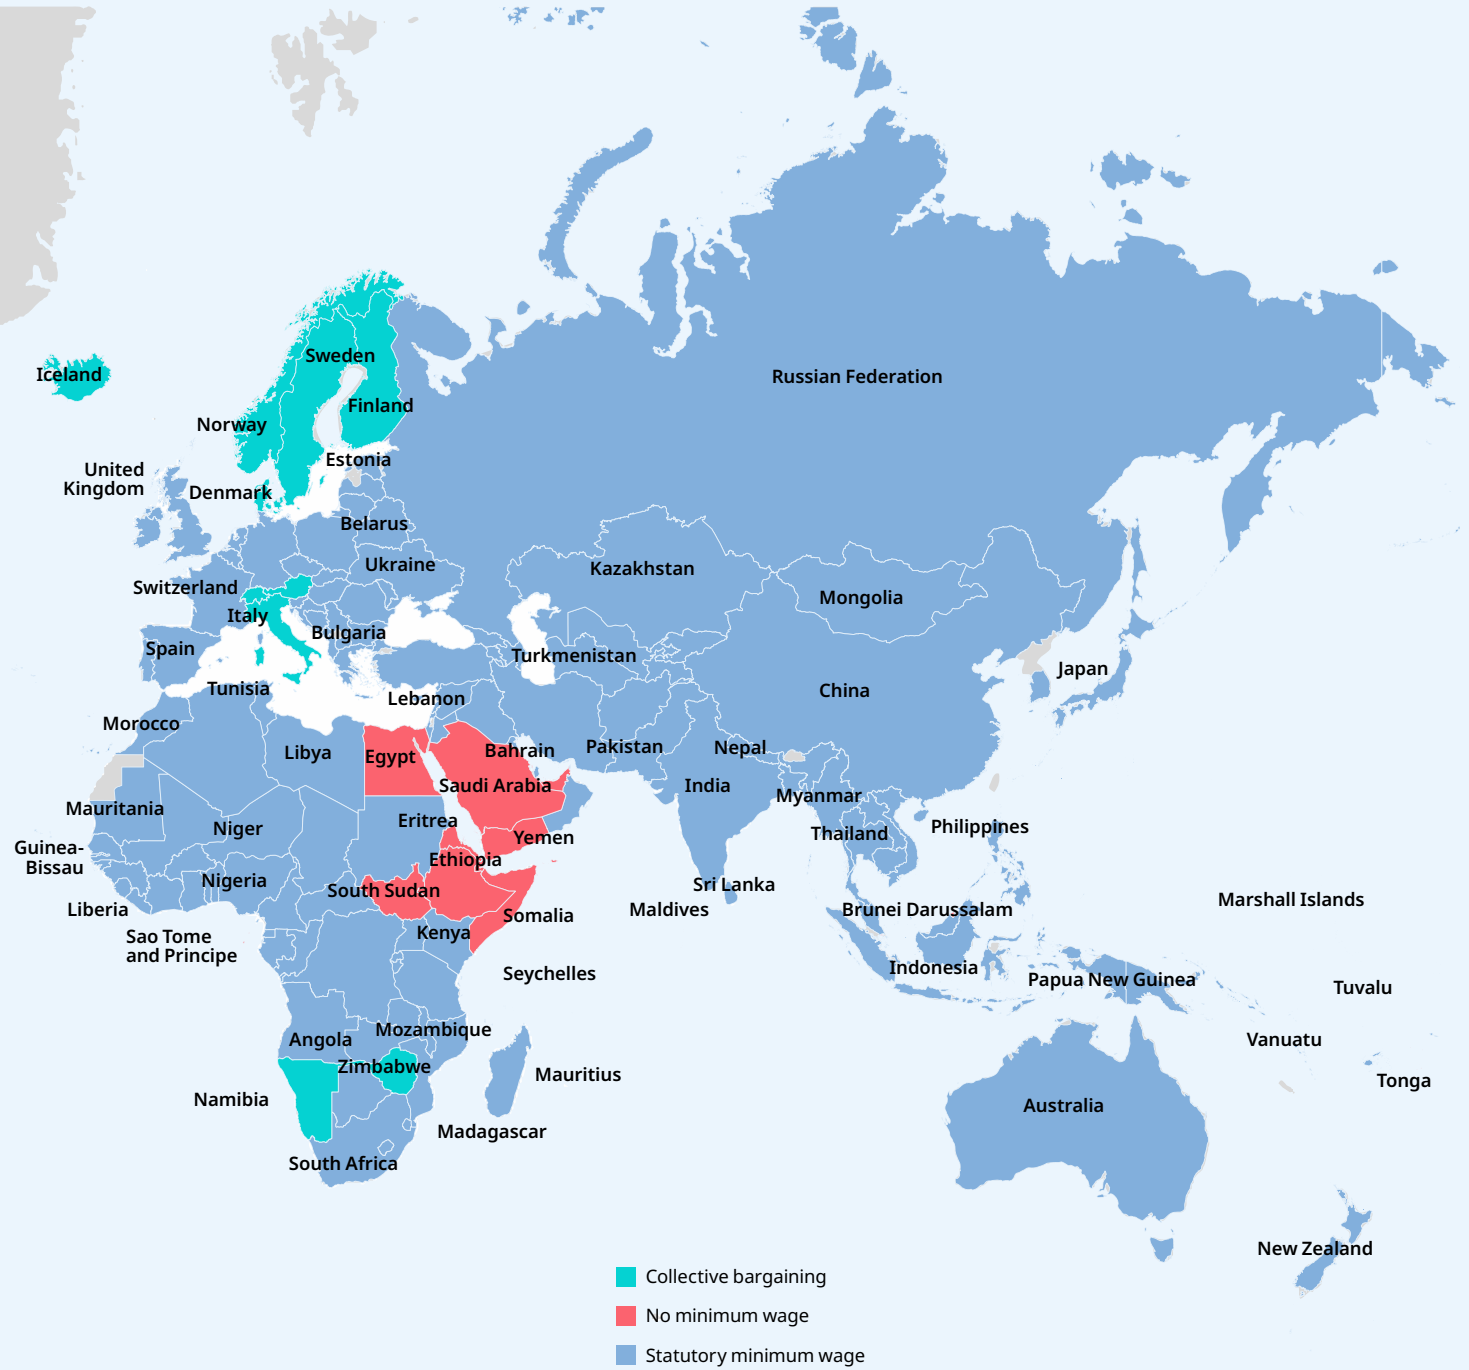 Sweden
Iceland
Russian Federation
Finland
Norway
Estonia
United
Kingdom
Denmark
Belarus
Ukraine
Kazakhstan
Switzerland
Mongolia
Italy
Bulgaria
Spain
Turkmenistan
Japan
Tunisia
China
Lebanon
Morocco
Libya
Egypt
Bahrain
Pakistan
Nepal
Saudi Arabia
India
Myanmar
Mauritania
Niger
Eritrea
Thailand
Philippines
Yemen
Guinea-
Bissau
Ethiopia
Nigeria
South Sudan
Sri Lanka
Marshall Islands
Liberia
Somalia
Maldives
Brunei Darussalam
Kenya
Sao Tome
and Principe
Seychelles
Indonesia
Papua New Guinea
Tuvalu
Mozambique
Angola
Vanuatu
Zimbabwe
Mauritius
Tonga
Namibia
Australia
Madagascar
South Africa
New Zealand
Collective bargaining
No minimum wage
Statutory minimum wage